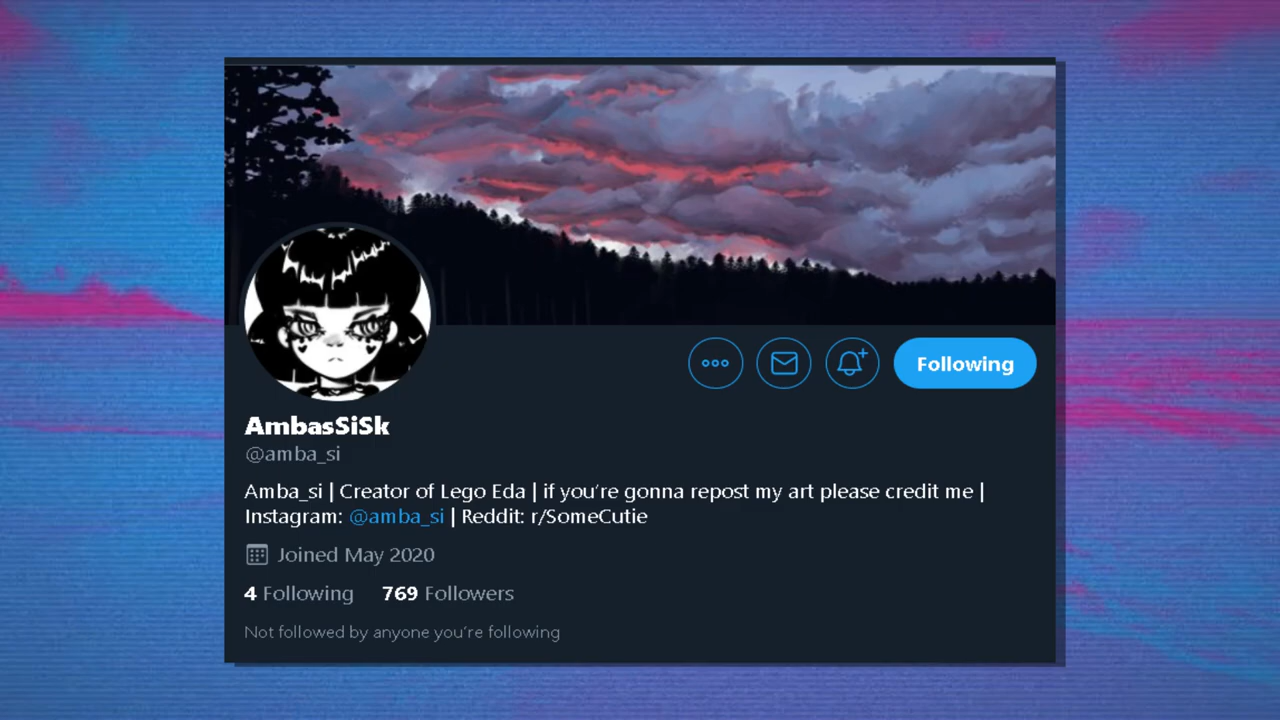 Following
AmbasSiSk
@amba_si
Amba_si | Creator of Lego Eda | if you're gonna repost my art please credit me |
Instagram: @amba_si | Reddit: r/SomeCutie
Joined May 2020
4 Following 769 Followers
Not followed by anyone you're following